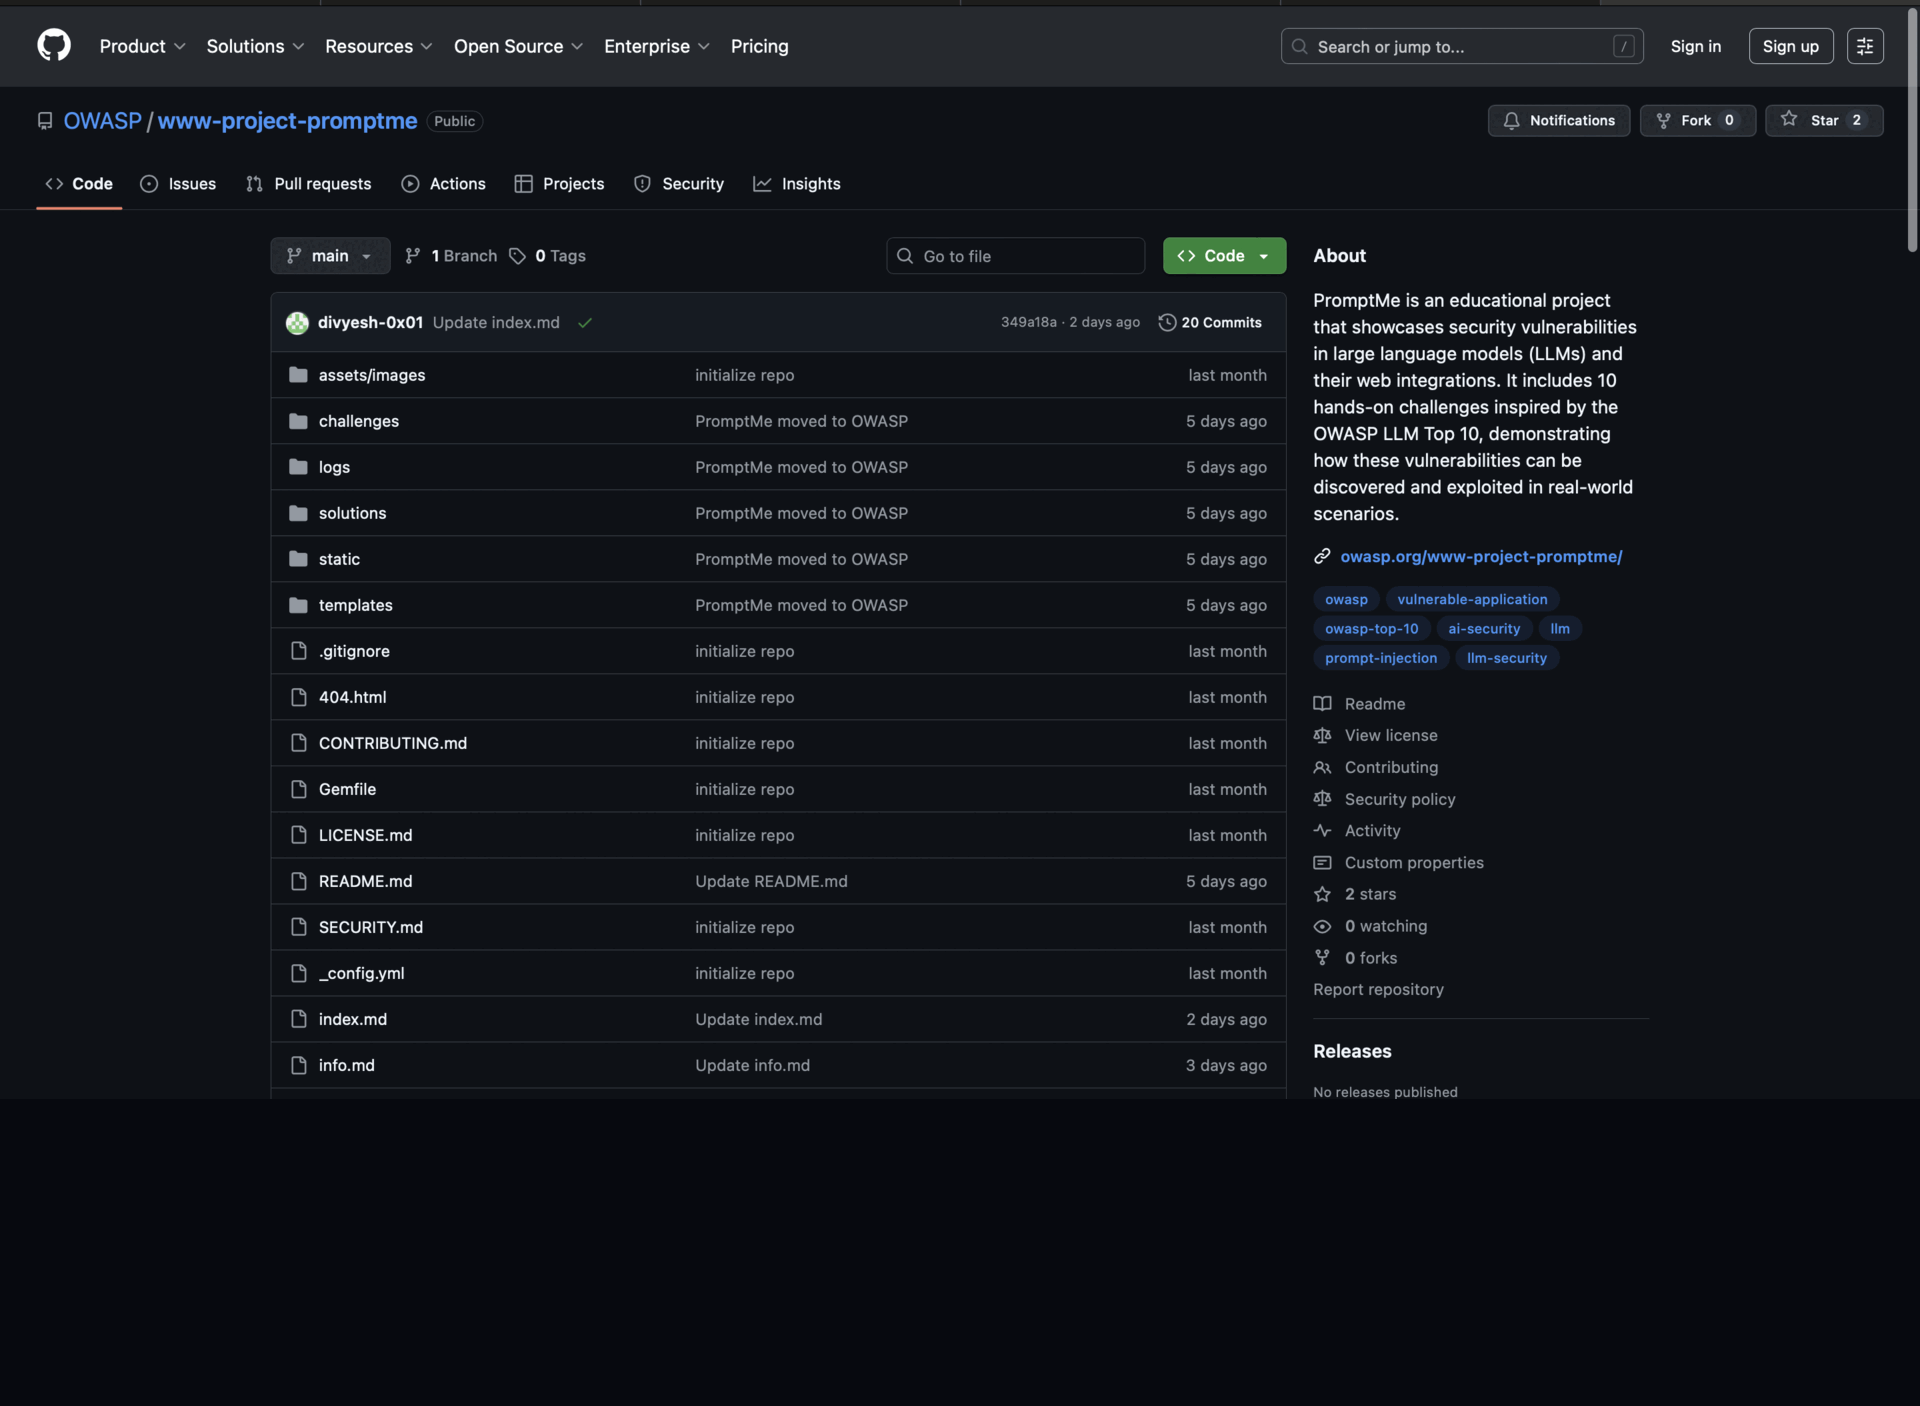 Product Solutions Resources Open Source Enterprise Pricing Search or jump to... / Sign in Sign up
OWASP / www-project-promptme Public Notifications Fork 0 Star 2
Code Issues Pull requests Actions Projects Security Insights
main 1 Branch 0 Tags Go to file Code
divyesh-0x01 Update index.md 349a18a · 2 days ago 20 Commits
assets/images initialize repo last month
challenges PromptMe moved to OWASP 5 days ago
logs PromptMe moved to OWASP 5 days ago
solutions PromptMe moved to OWASP 5 days ago
static PromptMe moved to OWASP 5 days ago
templates PromptMe moved to OWASP 5 days ago
.gitignore initialize repo last month
404.html initialize repo last month
CONTRIBUTING.md initialize repo last month
Gemfile initialize repo last month
LICENSE.md initialize repo last month
README.md Update README.md 5 days ago
SECURITY.md initialize repo last month
_config.yml initialize repo last month
index.md Update index.md 2 days ago
info.md Update info.md 3 days ago
About
PromptMe is an educational project
that showcases security vulnerabilities
in large language models (LLMs) and
their web integrations. It includes 10
hands-on challenges inspired by the
OWASP LLM Top 10, demonstrating
how these vulnerabilities can be
discovered and exploited in real-world
scenarios.
owasp.org/www-project-promptme/
owasp vulnerable-application
owasp-top-10 ai-security llm
prompt-injection llm-security
Readme
View license
Contributing
Security policy
Activity
Custom properties
2 stars
0 watching
0 forks
Report repository
Releases
No releases published